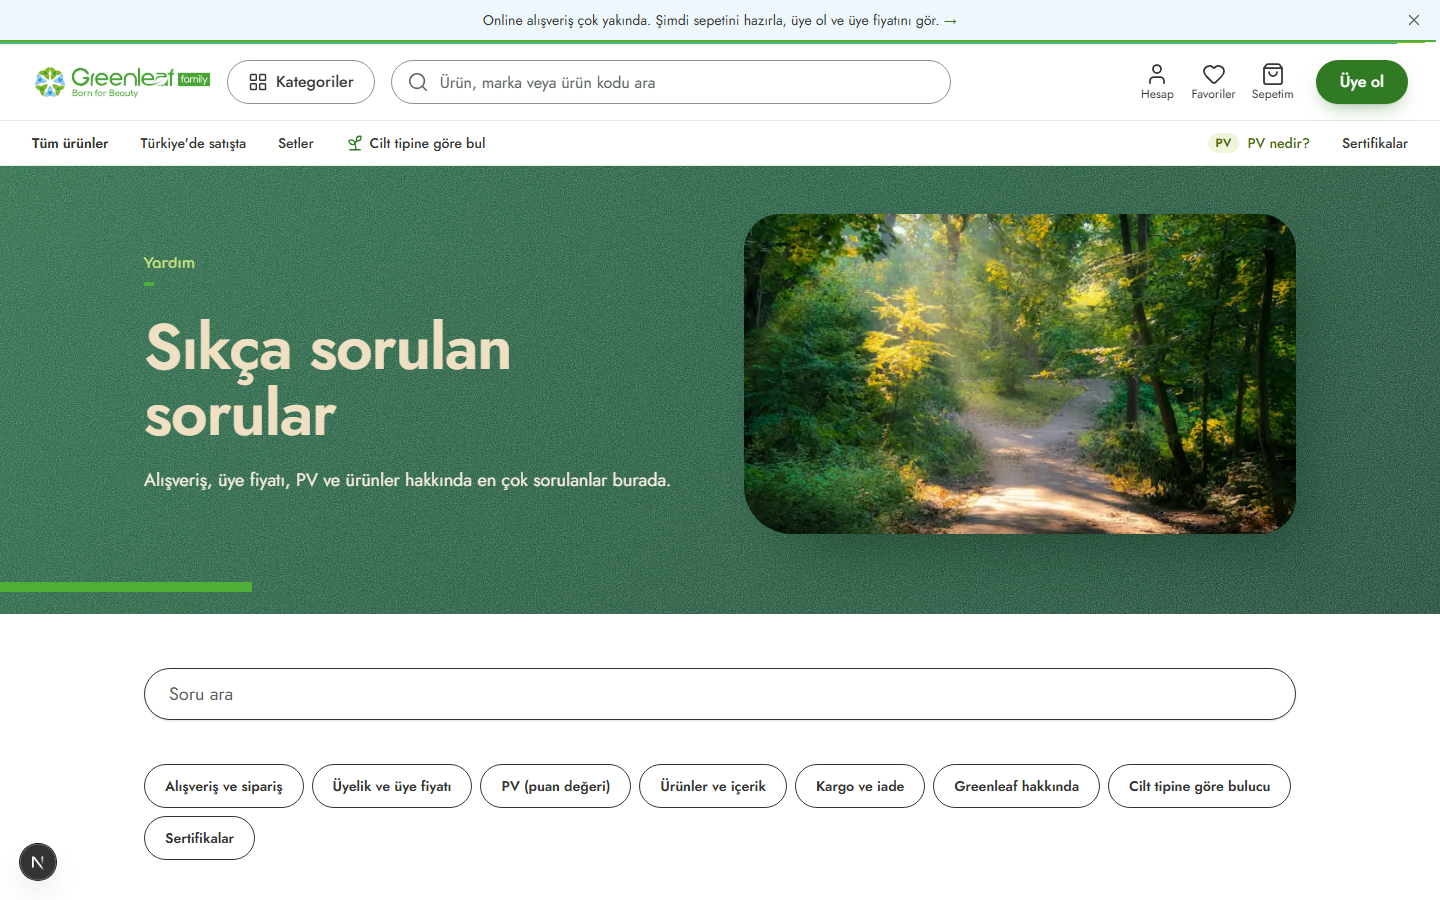 Online alışveriş çok yakında. Şimdi sepetini hazırla, üye ol ve üye fiyatını gör. →
Greenleaf family
Born for Beauty
Kategoriler
Ürün, marka veya ürün kodu ara
Hesap
Favoriler
Sepetim
Üye ol
Tüm ürünler
Türkiye'de satışta
Setler
Cilt tipine göre bul
PV
PV nedir?
Sertifikalar
Yardım
Sıkça sorulan
sorular
Alışveriş, üye fiyatı, PV ve ürünler hakkında en çok sorulanlar burada.
Soru ara
Alışveriş ve sipariş
Üyelik ve üye fiyatı
PV (puan değeri)
Ürünler ve içerik
Kargo ve iade
Greenleaf hakkında
Cilt tipine göre bulucu
Sertifikalar
N